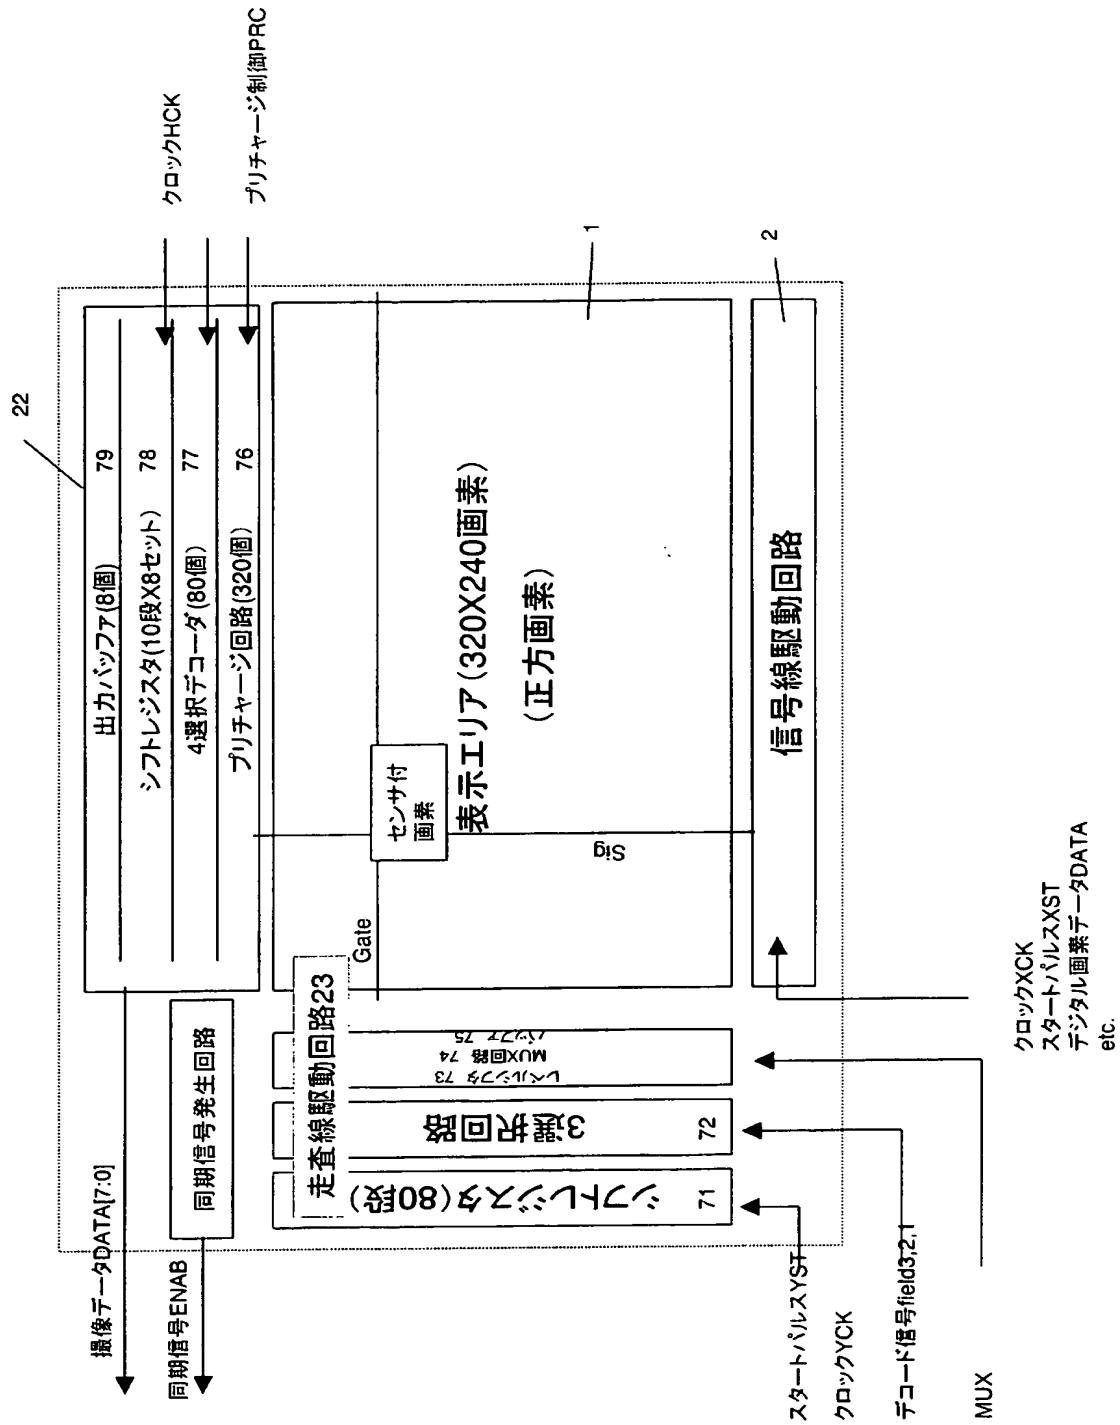 撮像データDATA[7:0]
同期信号ENAB
同期信号発生回路
22
出力バッファ(8個) 79
シフトレジスタ(10段X8セット) 78
4選択デコーダ(80個) 77
プリチャージ回路(320個) 76
クロックHCK
プリチャージ制御PRC
走査線駆動回路23
Gate
センサ付
画素
Sig
表示エリア(320X240画素)
(正方画素)
1
シフトレジスタ(80段)
71
3選択回路
72
レベルシフタ 73
MUX回路 74
バッファ 75
信号線駆動回路
2
スタートパルスYST
クロックYCK
デコード信号field3,2,1
MUX
クロックXCK
スタートパルスXST
デジタル画素データDATA
etc.